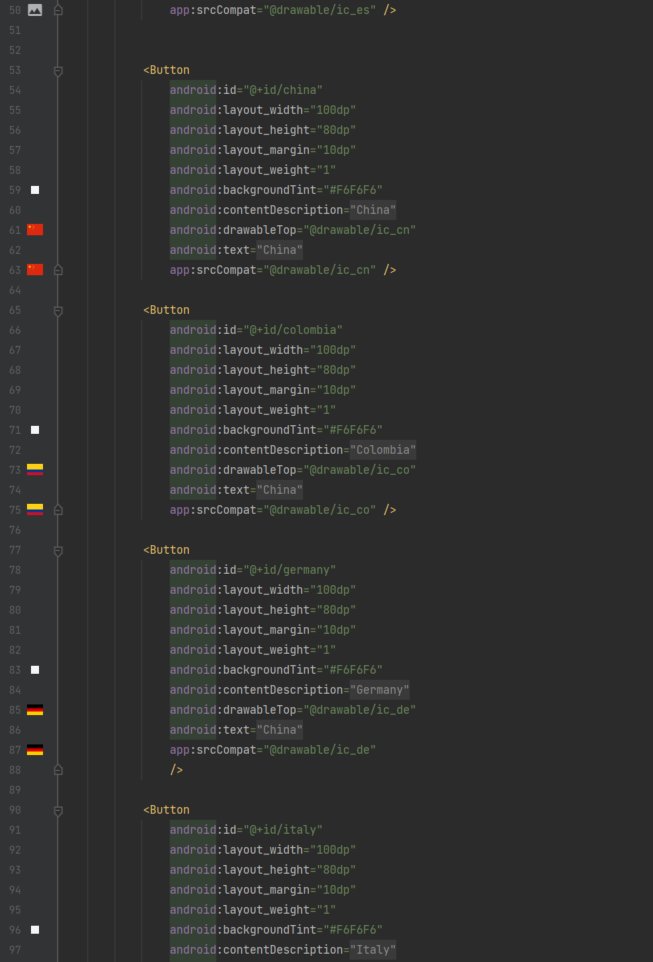 50 app:srcCompat="@drawable/ic_es" />
51
52
53 <Button
54 android:id="@+id/china"
55 android:layout_width="100dp"
56 android:layout_height="80dp"
57 android:layout_margin="10dp"
58 android:layout_weight="1"
59 android:backgroundTint="#F6F6F6"
60 android:contentDescription="China"
61 android:drawableTop="@drawable/ic_cn"
62 android:text="China"
63 app:srcCompat="@drawable/ic_cn" />
64
65 <Button
66 android:id="@+id/colombia"
67 android:layout_width="100dp"
68 android:layout_height="80dp"
69 android:layout_margin="10dp"
70 android:layout_weight="1"
71 android:backgroundTint="#F6F6F6"
72 android:contentDescription="Colombia"
73 android:drawableTop="@drawable/ic_co"
74 android:text="China"
75 app:srcCompat="@drawable/ic_co" />
76
77 <Button
78 android:id="@+id/germany"
79 android:layout_width="100dp"
80 android:layout_height="80dp"
81 android:layout_margin="10dp"
82 android:layout_weight="1"
83 android:backgroundTint="#F6F6F6"
84 android:contentDescription="Germany"
85 android:drawableTop="@drawable/ic_de"
86 android:text="China"
87 app:srcCompat="@drawable/ic_de"
88 />
89
90 <Button
91 android:id="@+id/italy"
92 android:layout_width="100dp"
93 android:layout_height="80dp"
94 android:layout_margin="10dp"
95 android:layout_weight="1"
96 android:backgroundTint="#F6F6F6"
97 android:contentDescription="Italy"